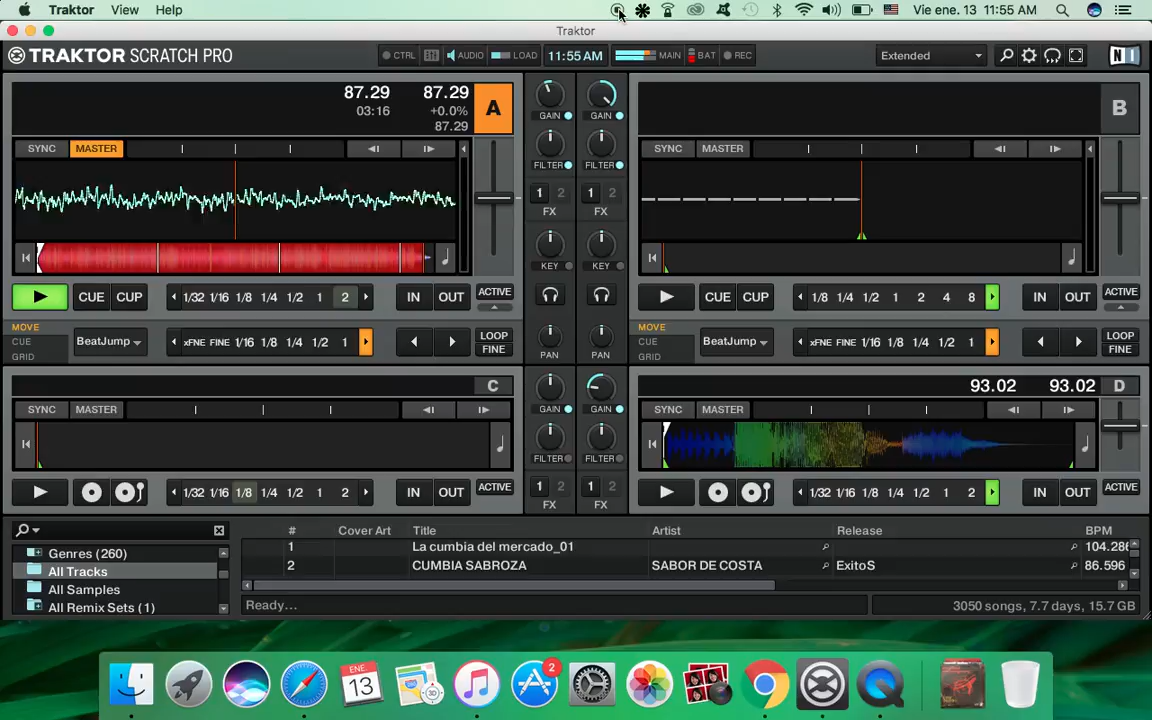 Traktor View Help Vie ene. 13 11:55 AM
Traktor
TRAKTOR SCRATCH PRO CTRL AUDIO LOAD 11:55AM MAIN BAT REC Extended NI
87.29 87.29 A
03:16 +0.0%
87.29
SYNC MASTER
1/32 1/16 1/8 1/4 1/2 1 2
CUE CUP IN OUT ACTIVE
MOVE
CUE
GRID
BeatJump
xFNE FINE 1/16 1/8 1/4 1/2 1
LOOP
FINE
GAIN GAIN
FILTER FILTER
1 2 1 2
FX FX
KEY KEY
PAN PAN
B
SYNC MASTER
CUE CUP 1/8 1/4 1/2 1 2 4 8 IN OUT ACTIVE
MOVE
CUE
GRID
BeatJump
xFNE FINE 1/16 1/8 1/4 1/2 1
LOOP
FINE
C
SYNC MASTER
1/32 1/16 1/8 1/4 1/2 1 2 IN OUT ACTIVE
GAIN GAIN
FILTER FILTER
1 2 1 2
FX FX
93.02 93.02 D
SYNC MASTER
1/32 1/16 1/8 1/4 1/2 1 2 IN OUT ACTIVE
Genres (260)
All Tracks
All Samples
All Remix Sets (1)
# Cover Art Title Artist Release BPM
1 La cumbia del mercado_01 104.286
2 CUMBIA SABROZA SABOR DE COSTA ExitoS 86.596
Ready... 3050 songs, 7.7 days, 15.7 GB
ENE.
13
3D
2